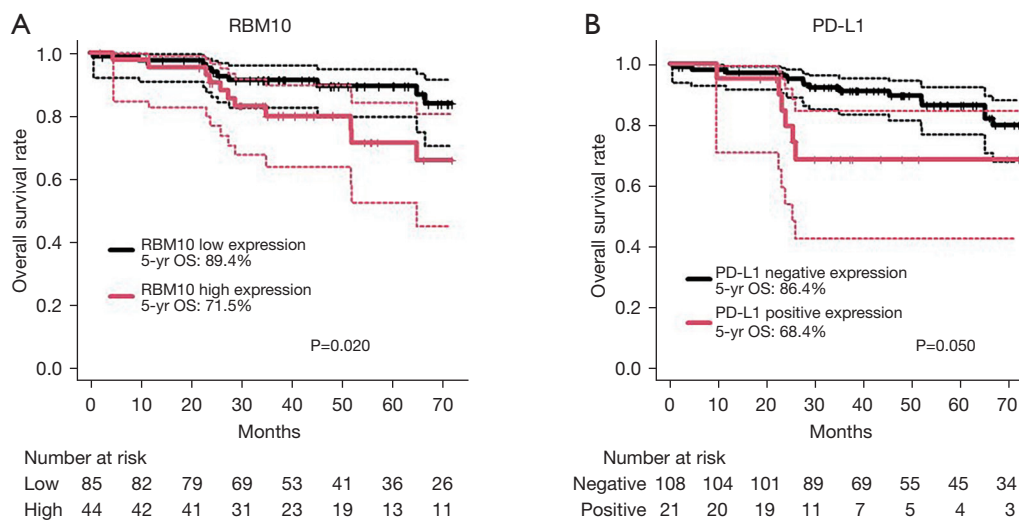 A
RBM10
Overall survival rate
1.0
0.8
0.6
0.4
0.2
0.0
RBM10 low expression
5-yr OS: 89.4%
RBM10 high expression
5-yr OS: 71.5%
P=0.020
0 10 20 30 40 50 60 70
Months
Number at risk
Low 85 82 79 69 53 41 36 26
High 44 42 41 31 23 19 13 11
B
PD-L1
Overall survival rate
1.0
0.8
0.6
0.4
0.2
0.0
PD-L1 negative expression
5-yr OS: 86.4%
PD-L1 positive expression
5-yr OS: 68.4%
P=0.050
0 10 20 30 40 50 60 70
Months
Number at risk
Negative 108 104 101 89 69 55 45 34
Positive 21 20 19 11 7 5 4 3